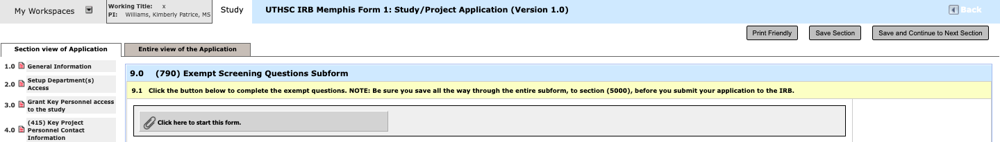 My Workspaces
Working Title: x
PI: Williams, Kimberly Patrice, MS
Study
UTHSC IRB Memphis Form 1: Study/Project Application (Version 1.0)
Back
Print Friendly
Save Section
Save and Continue to Next Section
Section view of Application
Entire view of the Application
1.0 General Information
2.0 Setup Department(s)
Access
3.0 Grant Key Personnel access
to the study
4.0 (415) Key Project
Personnel Contact
Information
9.0 (790) Exempt Screening Questions Subform
9.1 Click the button below to complete the exempt questions. NOTE: Be sure you save all the way through the entire subform, to section (5000), before you submit your application to the IRB.
Click here to start this form.